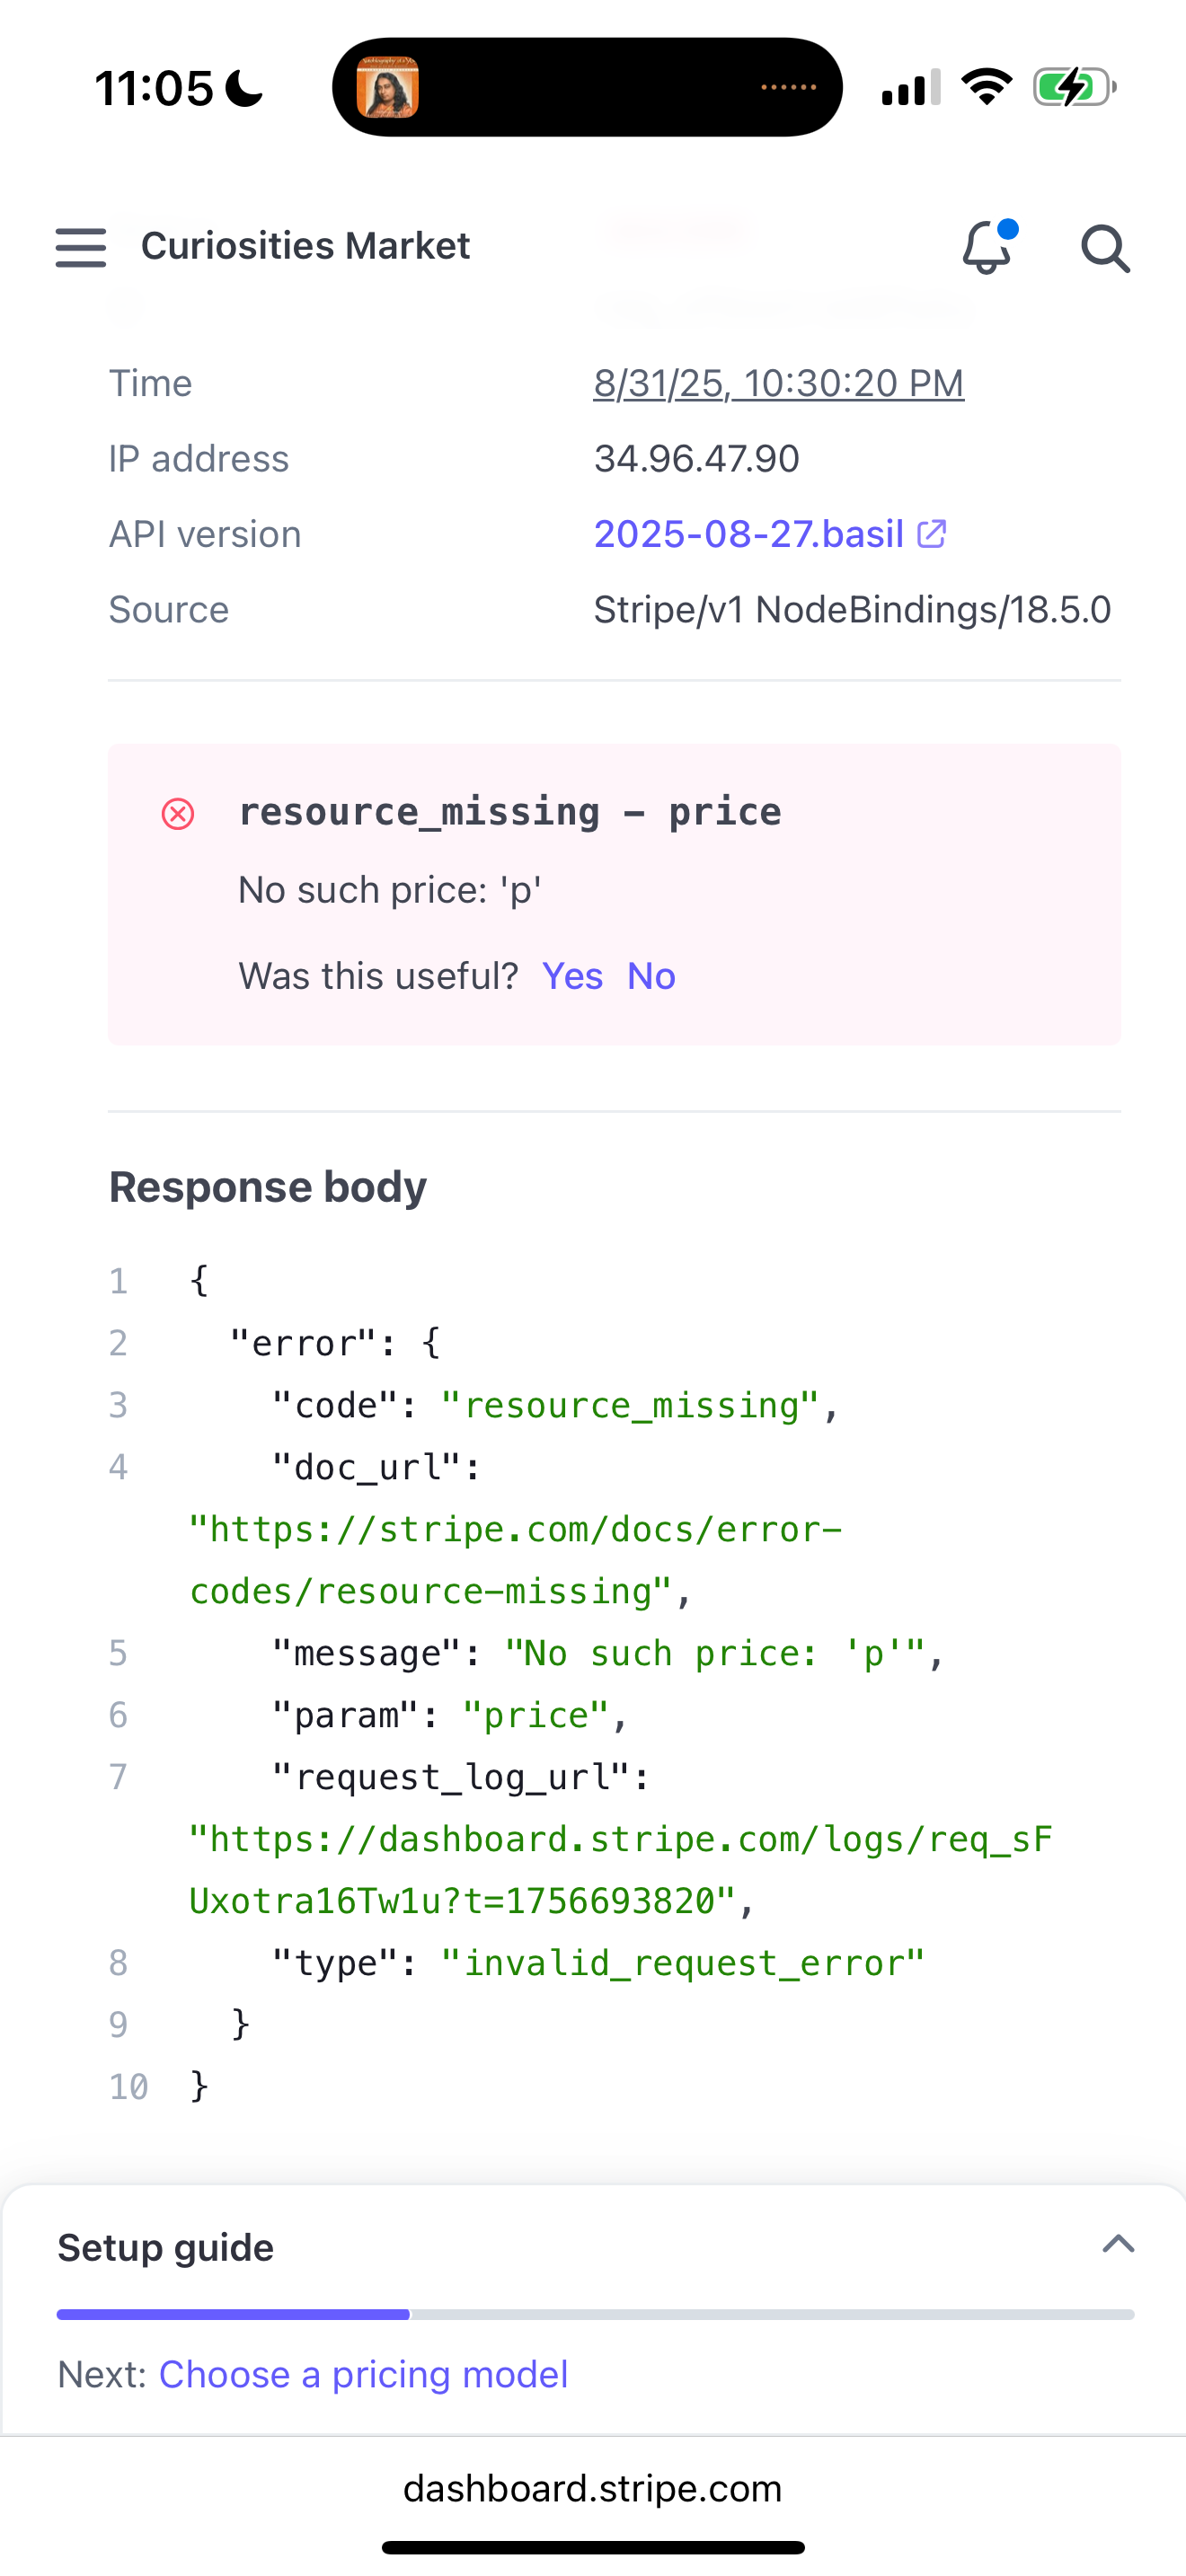 11:05
Curiosities Market
Time 8/31/25, 10:30:20 PM
IP address 34.96.47.90
API version 2025-08-27.basil
Source Stripe/v1 NodeBindings/18.5.0
resource_missing - price
No such price: 'p'
Was this useful? Yes No
Response body
1 {
2 "error": {
3 "code": "resource_missing",
4 "doc_url":
"https://stripe.com/docs/error-
codes/resource-missing",
5 "message": "No such price: 'p'",
6 "param": "price",
7 "request_log_url":
"https://dashboard.stripe.com/logs/req_sF
Uxotra16Tw1u?t=1756693820",
8 "type": "invalid_request_error"
9 }
10 }
Setup guide
Next: Choose a pricing model
dashboard.stripe.com